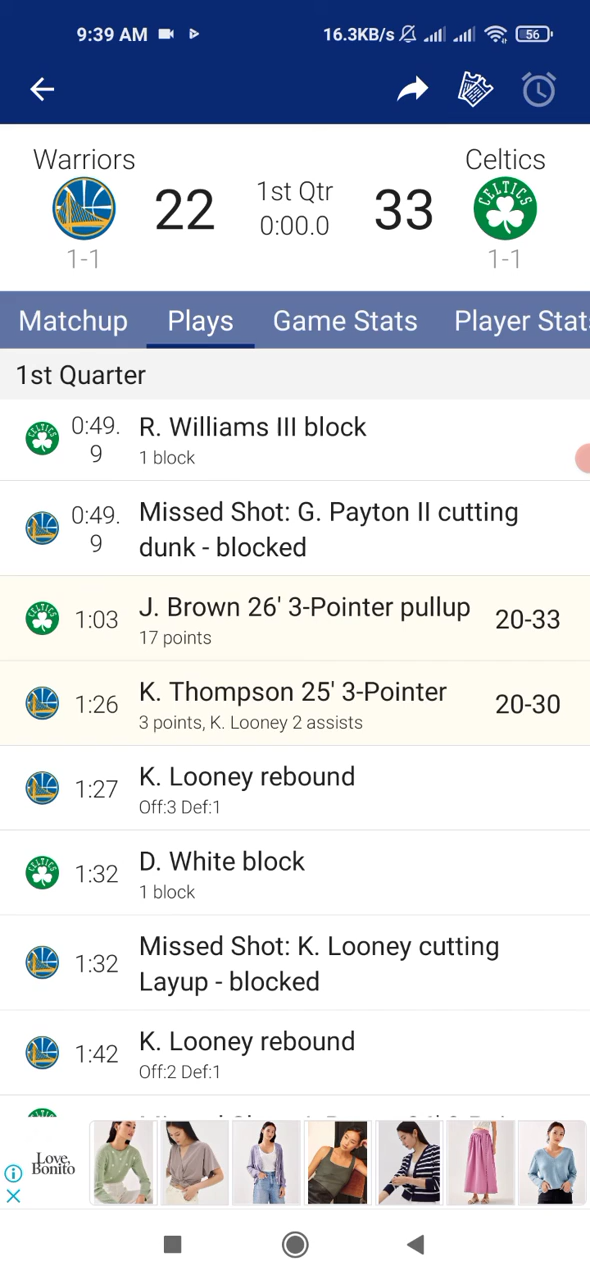 9:39 AM 16.3KB/s 56
Warriors Celtics
22 1st Qtr 33
0:00.0
CELTICS
1-1 1-1
Matchup Plays Game Stats Player Stats
1st Quarter
0:49. R. Williams III block
9 1 block
0:49. Missed Shot: G. Payton II cutting
9 dunk - blocked
1:03 J. Brown 26' 3-Pointer pullup 20-33
17 points
1:26 K. Thompson 25' 3-Pointer 20-30
3 points, K. Looney 2 assists
1:27 K. Looney rebound
Off:3 Def:1
1:32 D. White block
1 block
1:32 Missed Shot: K. Looney cutting
Layup - blocked
1:42 K. Looney rebound
Off:2 Def:1
Love,
Bonito